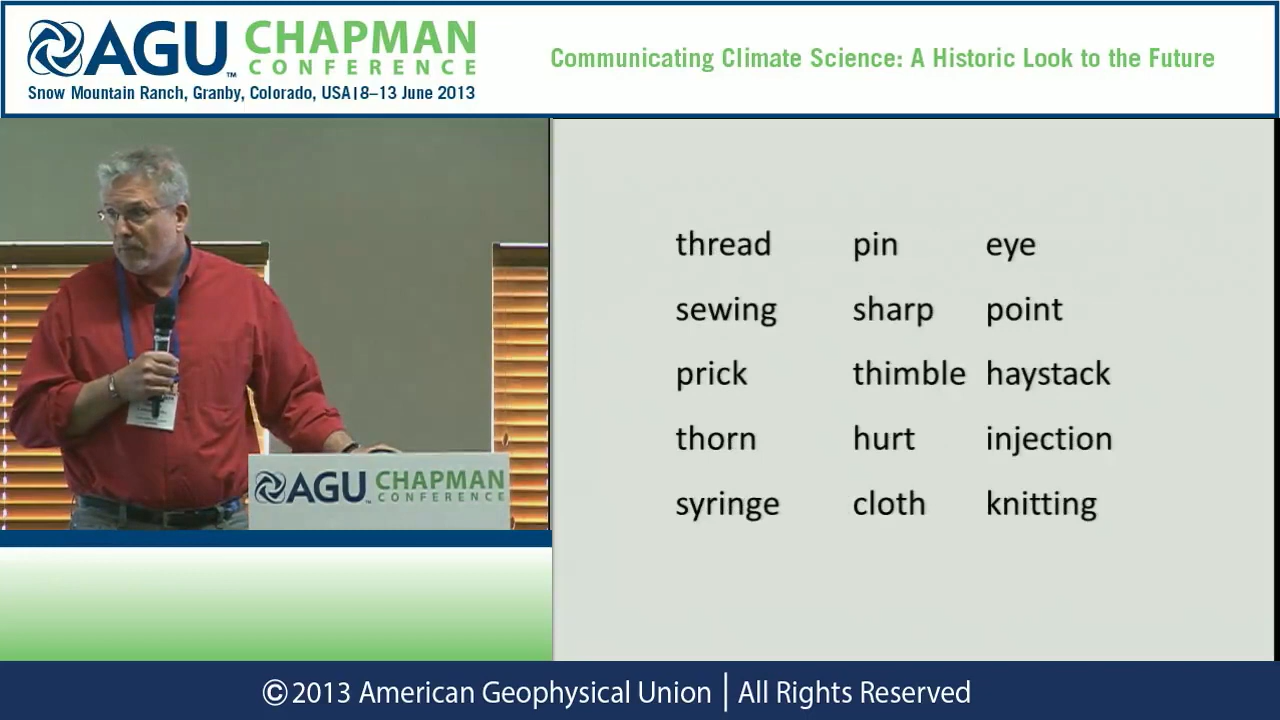 AGU CHAPMAN
CONFERENCE
TM
Snow Mountain Ranch, Granby, Colorado, USA|8–13 June 2013
Communicating Climate Science: A Historic Look to the Future
thread pin eye
sewing sharp point
prick thimble haystack
thorn hurt injection
syringe cloth knitting
AGU CHAPMAN
CONFERENCE
©2013 American Geophysical Union | All Rights Reserved